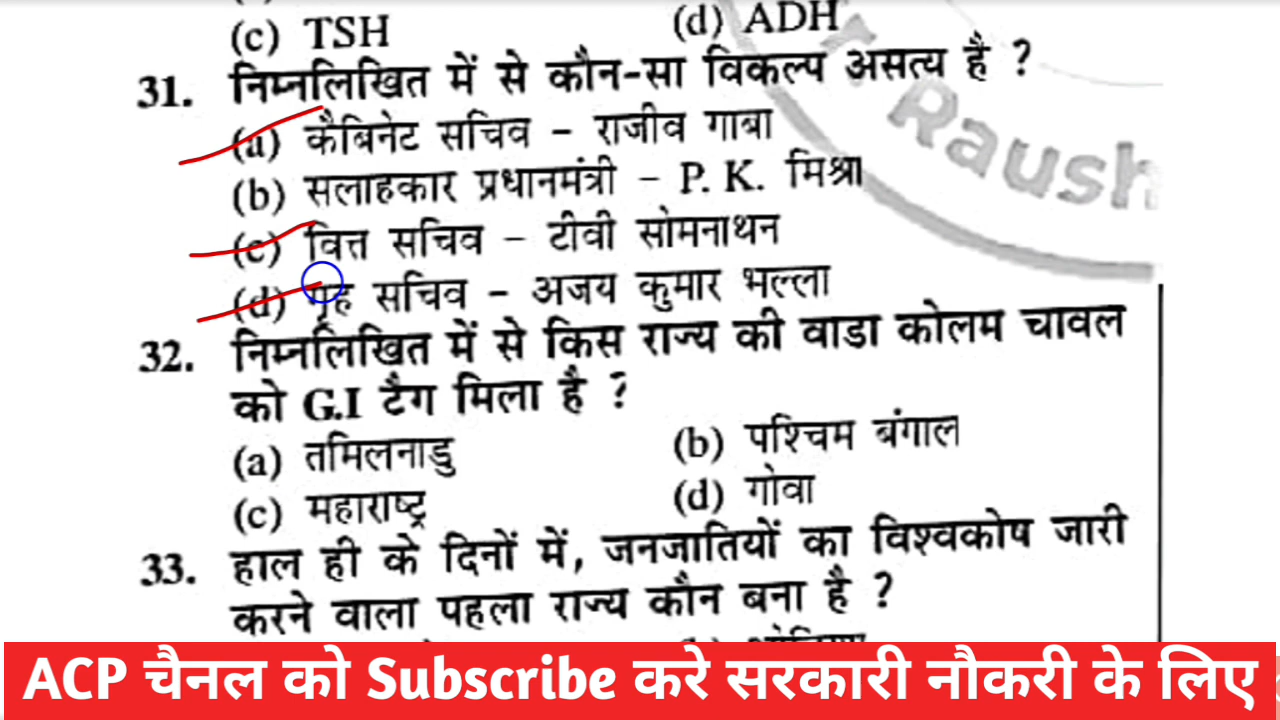 (c) TSH (d) ADH
31. निम्नलिखित में से कौन-सा विकल्प असत्य है ?
(a) कैबिनेट सचिव – राजीव गाबा
(b) सलाहकार प्रधानमंत्री – P. K. मिश्रा
(c) वित्त सचिव – टीवी सोमनाथन
(d) गृह सचिव – अजय कुमार भल्ला
32. निम्नलिखित में से किस राज्य की वाडा कोलम चावल
को G.I टैग मिला है ?
(a) तमिलनाडु (b) पश्चिम बंगाल
(c) महाराष्ट्र (d) गोवा
33. हाल ही के दिनों में, जनजातियों का विश्वकोष जारी
करने वाला पहला राज्य कौन बना है ?
Raush
ACP चैनल को Subscribe करे सरकारी नौकरी के लिए